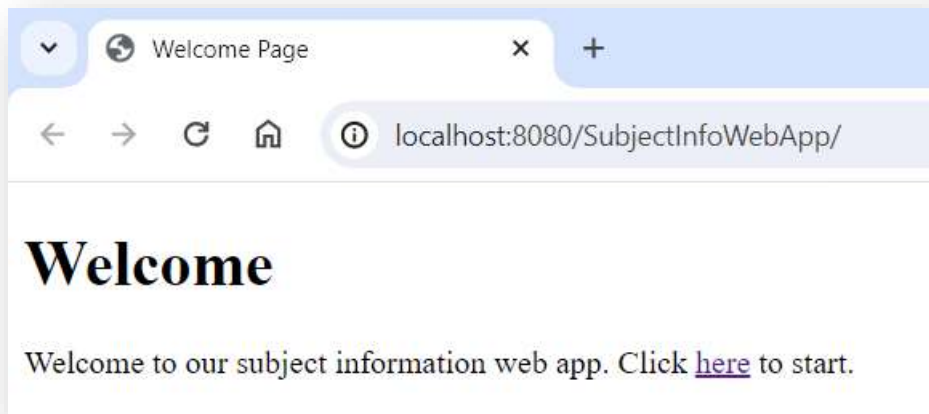 Welcome Page
localhost:8080/SubjectInfoWebApp/
Welcome
Welcome to our subject information web app. Click here to start.